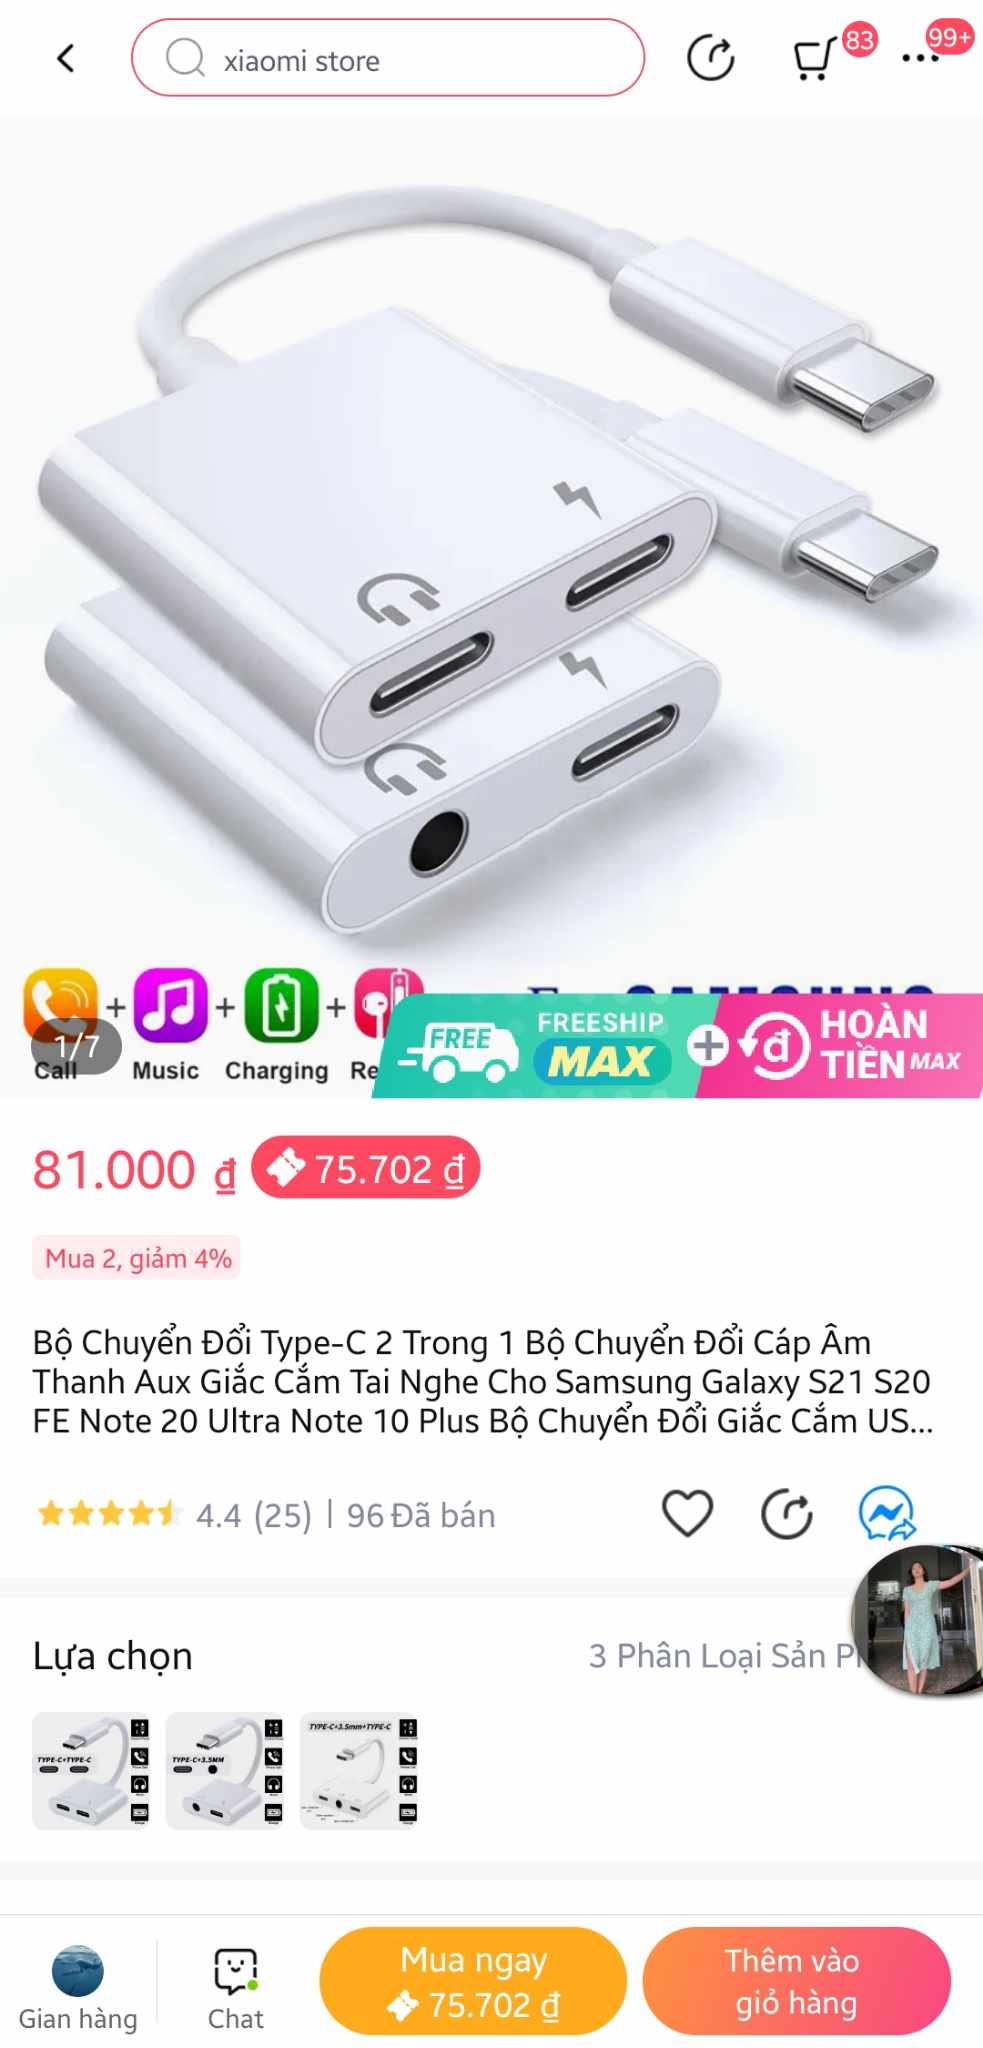 xiaomi store
83
99+
1/7
Call
+ Music + Charging +
FREE
FREESHIP
MAX
+ đ
HOÀN
TIỀN MAX
81.000 ₫
75.702 ₫
Mua 2, giảm 4%
Bộ Chuyển Đổi Type-C 2 Trong 1 Bộ Chuyển Đổi Cáp Âm
Thanh Aux Giắc Cắm Tai Nghe Cho Samsung Galaxy S21 S20
FE Note 20 Ultra Note 10 Plus Bộ Chuyển Đổi Giắc Cắm US...
4.4 (25) | 96 Đã bán
Lựa chọn
3 Phân Loại Sản
TYPE-C+TYPE-C
TYPE-C+3.5MM
TYPE-C+3.5mm+TYPE-C
Gian hàng
Chat
Mua ngay
75.702 ₫
Thêm vào
giỏ hàng